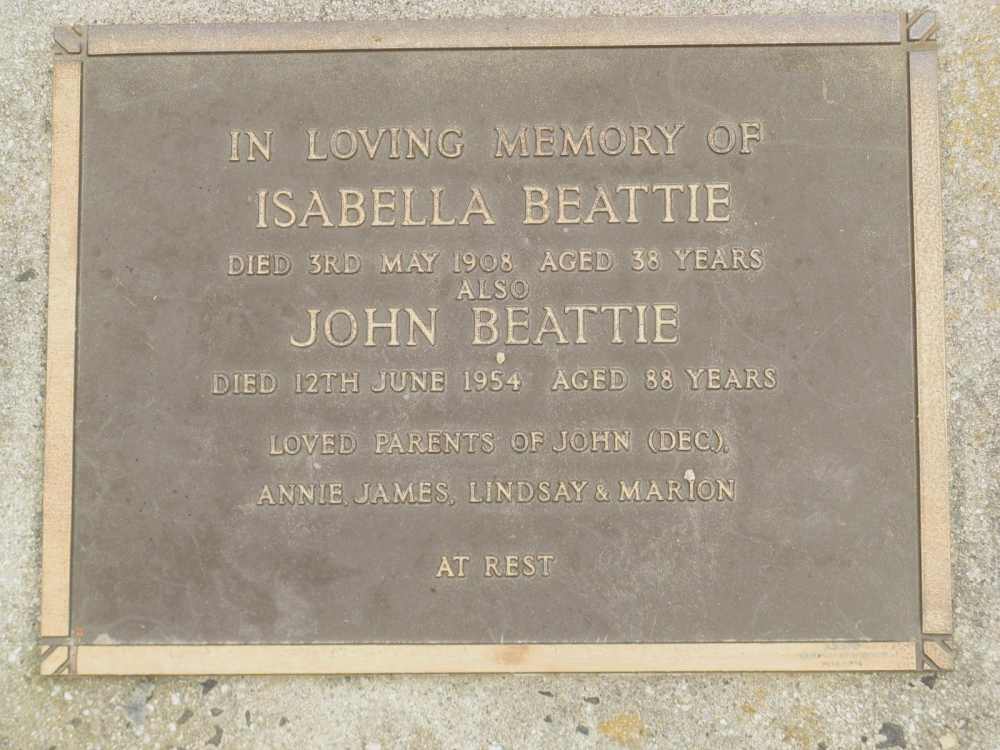 IN LOVING MEMORY OF
ISABELLA BEATTIE
DIED 3RD MAY 1908 AGED 38 YEARS
ALSO
JOHN BEATTIE
DIED 12TH JUNE 1954 AGED 88 YEARS
LOVED PARENTS OF JOHN (DEC.),
ANNIE, JAMES, LINDSAY & MARION
AT REST